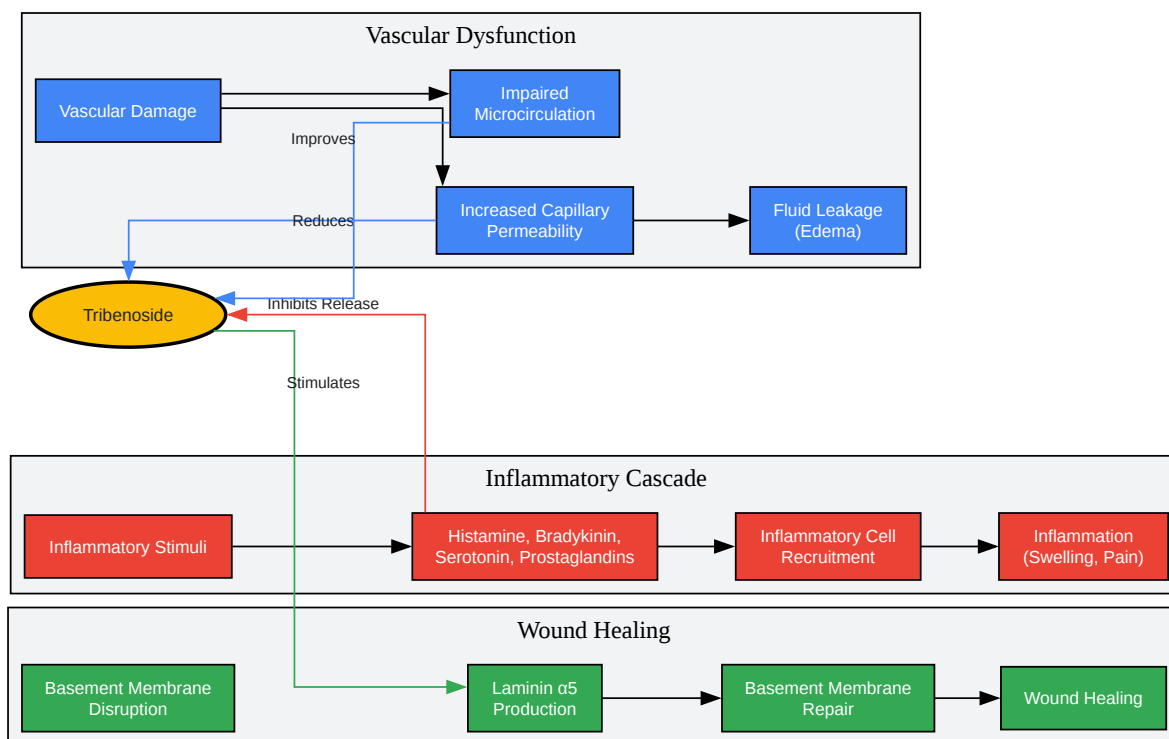 Vascular Dysfunction
Vascular Damage
Impaired
Microcirculation
Improves
Increased Capillary
Permeability
Fluid Leakage
(Edema)
Reduces
Tribenoside
Inhibits Release
Stimulates
Inflammatory Cascade
Inflammatory Stimuli
Histamine, Bradykinin,
Serotonin, Prostaglandins
Inflammatory Cell
Recruitment
Inflammation
(Swelling, Pain)
Wound Healing
Basement Membrane
Disruption
Laminin α5
Production
Basement Membrane
Repair
Wound Healing